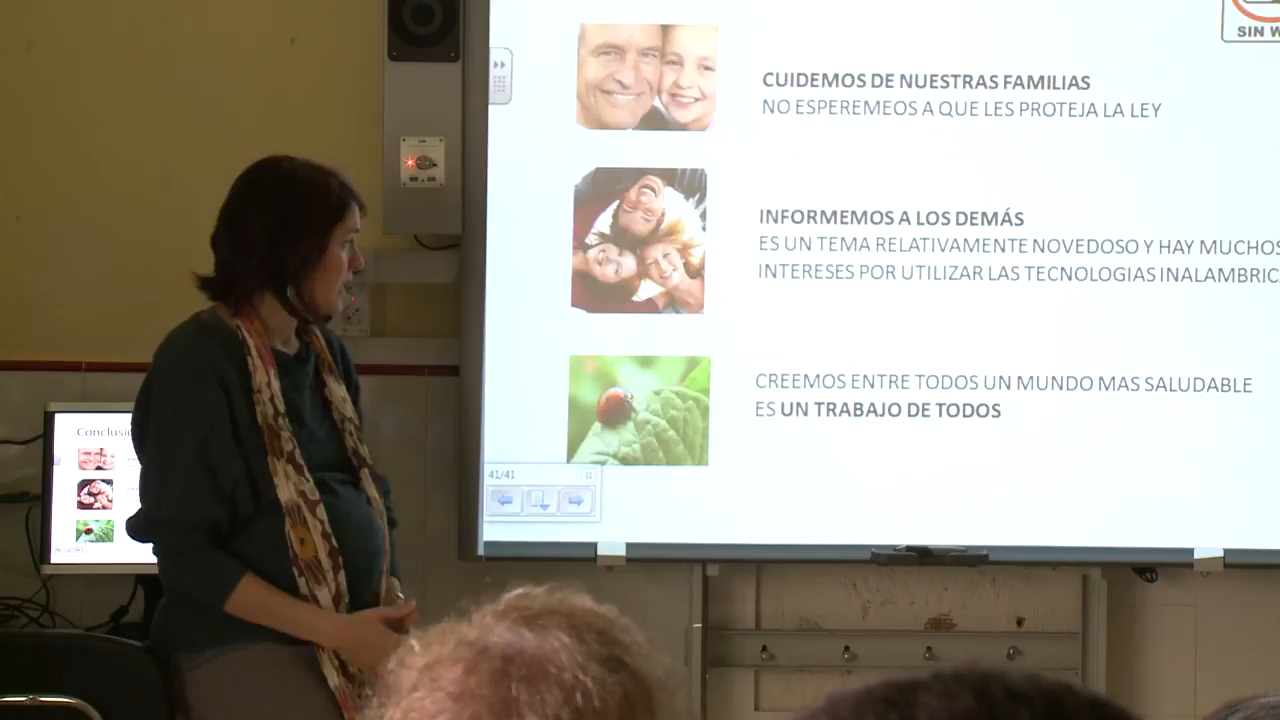 SIN W
CUIDEMOS DE NUESTRAS FAMILIAS
NO ESPEREMEOS A QUE LES PROTEJA LA LEY
INFORMEMOS A LOS DEMÁS
ES UN TEMA RELATIVAMENTE NOVEDOSO Y HAY MUCHOS
INTERESES POR UTILIZAR LAS TECNOLOGIAS INALAMBRIC
CREEMOS ENTRE TODOS UN MUNDO MAS SALUDABLE
ES UN TRABAJO DE TODOS
41/41
Conclusi